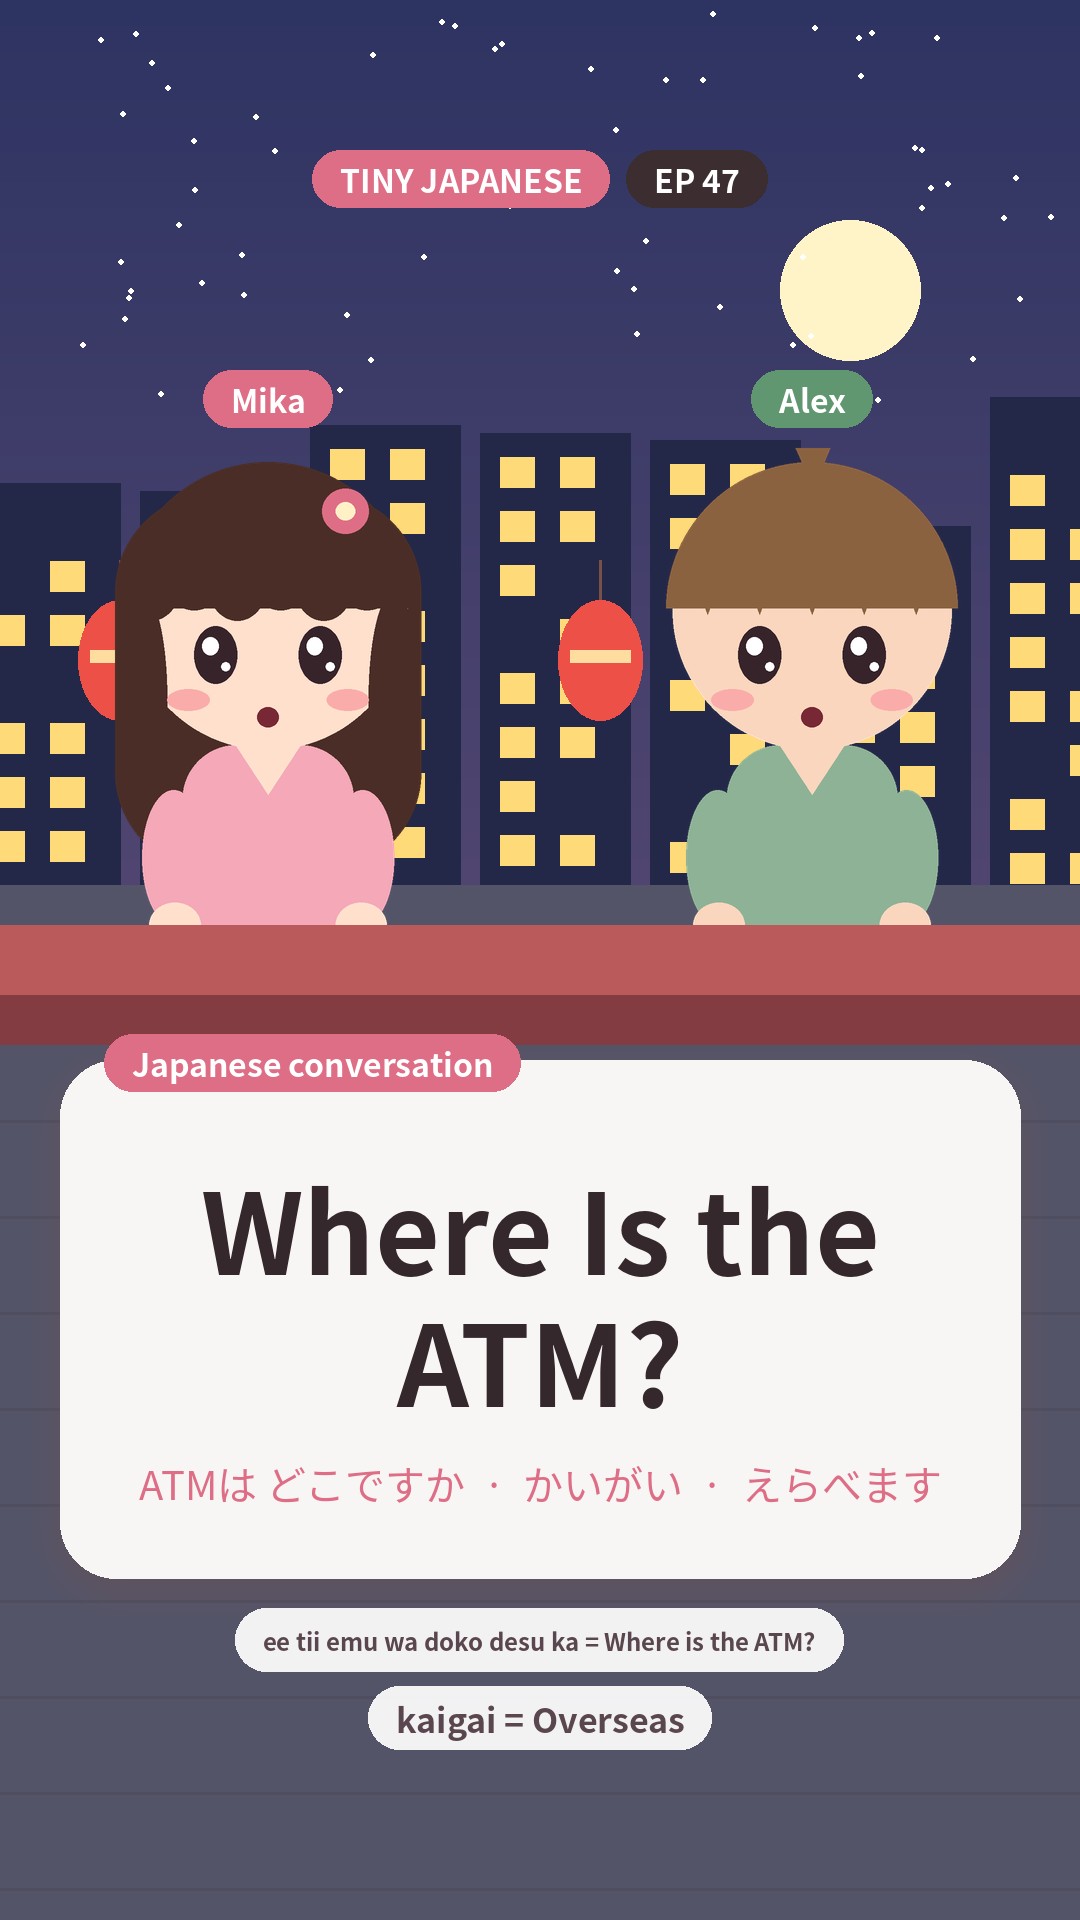 TINY JAPANESE EP 47
Mika
Alex
Japanese conversation
Where Is the
ATM?
ATMは どこですか · かいがい · えらべます
ee tii emu wa doko desu ka = Where is the ATM?
kaigai = Overseas